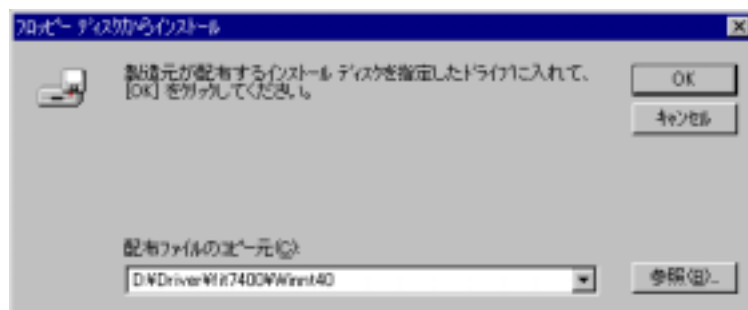 フロッピー ディスクからインストール
製造元が配布するインストール ディスクを指定したドライブに入れて、
[OK] をクリックしてください。
OK
キャンセル
配布ファイルのコピー元(C):
D:¥Driver¥fit7400¥Winnt40
参照(B)...